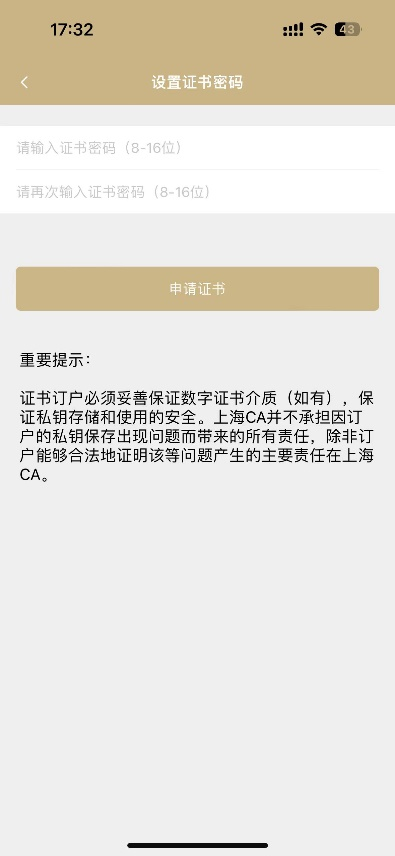 17:32
43
设置证书密码
请输入证书密码（8-16位）
请再次输入证书密码（8-16位）
申请证书
重要提示：
证书订户必须妥善保证数字证书介质（如有），保
证私钥存储和使用的安全。上海CA并不承担因订
户的私钥保存出现问题而带来的所有责任，除非订
户能够合法地证明该等问题产生的主要责任在上海
CA。